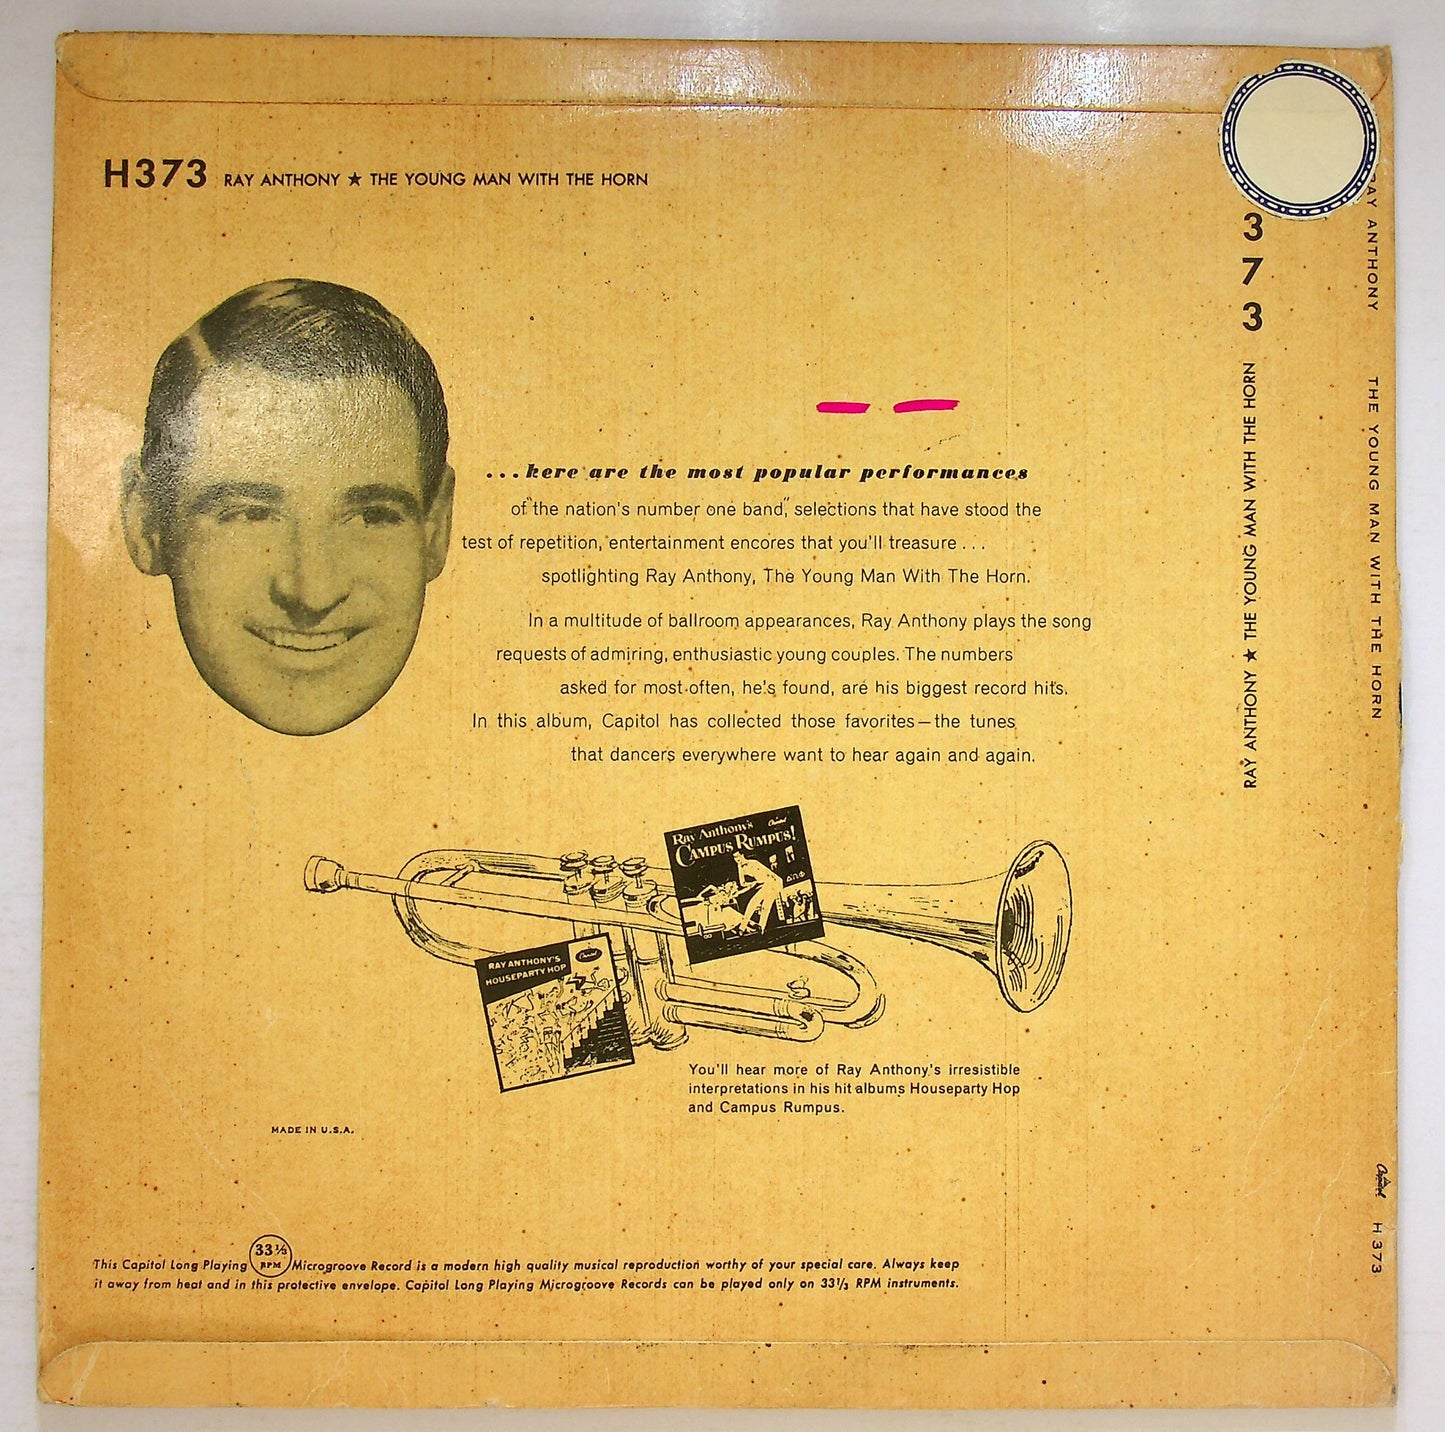 H373 RAY ANTHONY ★ THE YOUNG MAN WITH THE HORN
...here are the most popular performances
of "the nation's number one band," selections that have stood the
test of repetition, entertainment encores that you'll treasure...
spotlighting Ray Anthony, The Young Man With The Horn.
In a multitude of ballroom appearances, Ray Anthony plays the song
requests of admiring, enthusiastic young couples. The numbers
asked for most often, he's found, are his biggest record hits.
In this album, Capitol has collected those favorites—the tunes
that dancers everywhere want to hear again and again.
Ray Anthony's
Capitol
CAMPUS RUMPUS!
ΔΠΦ
RAY ANTHONY'S
HOUSEPARTY HOP
Capitol
You'll hear more of Ray Anthony's irresistible
interpretations in his hit albums Houseparty Hop
and Campus Rumpus.
MADE IN U.S.A.
This Capitol Long Playing 33⅓ RPM Microgroove Record is a modern high quality musical reproduction worthy of your special care. Always keep
it away from heat and in this protective envelope. Capitol Long Playing Microgroove Records can be played only on 33⅓ RPM instruments.
3
7
3
RAY ANTHONY ★ THE YOUNG MAN WITH THE HORN
RAY ANTHONY THE YOUNG MAN WITH THE HORN Capitol H 373